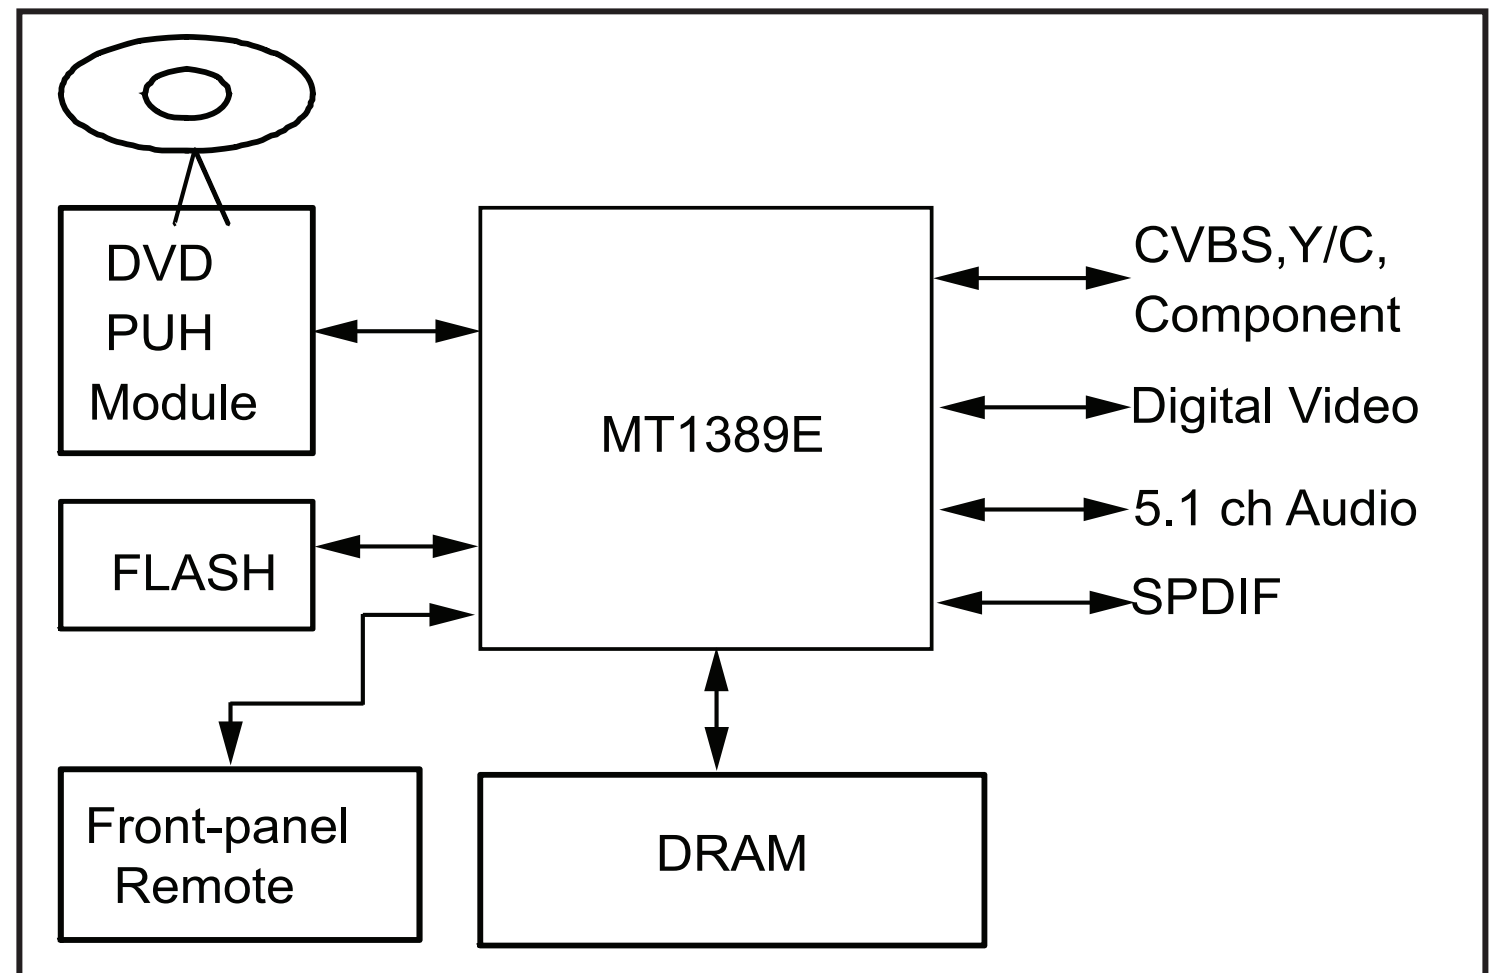 DVD
PUH
Module
FLASH
Front-panel
Remote
MT1389E
DRAM
CVBS,Y/C,
Component
Digital Video
5.1 ch Audio
SPDIF